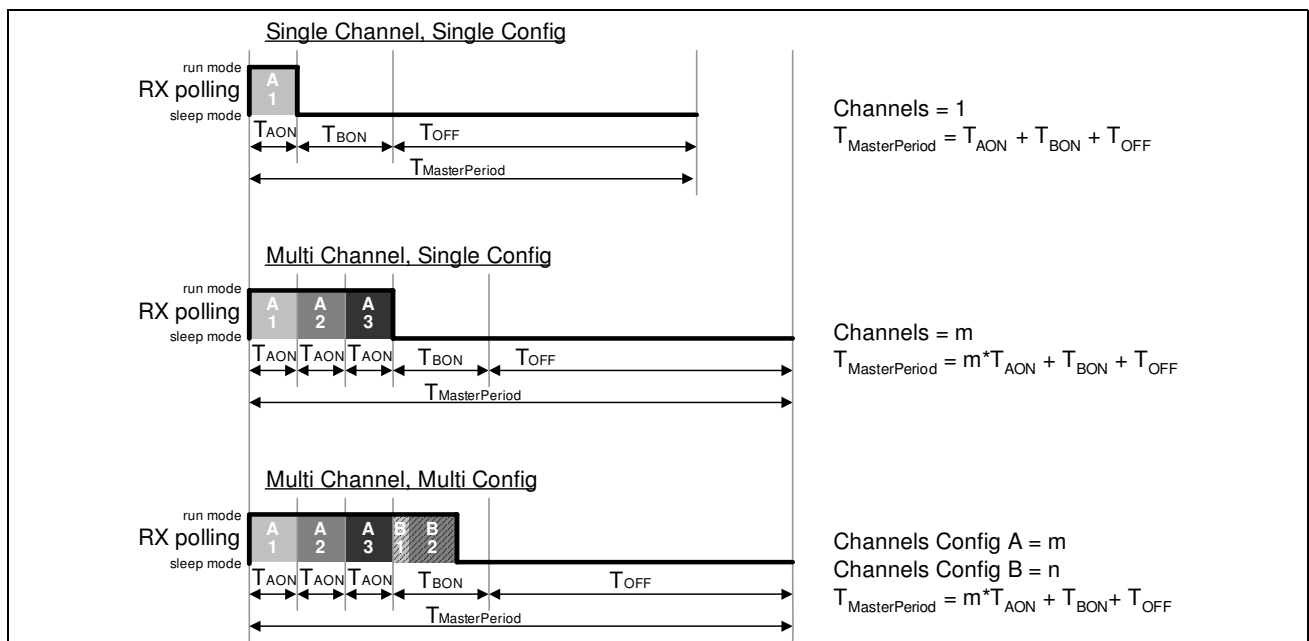 Single Channel, Single Config
run mode
RX polling
sleep mode
A
1
TAON
TBON
TOFF
TMasterPeriod
Channels = 1
TMasterPeriod = TAON + TBON + TOFF
Multi Channel, Single Config
run mode
RX polling
sleep mode
A A A
1 2 3
TAON TAON TAON TBON TOFF
TMasterPeriod
Channels = m
TMasterPeriod = m*TAON + TBON + TOFF
Multi Channel, Multi Config
run mode
RX polling
sleep mode
A A A B B
1 2 3 1 2
TAON TAON TAON TBON TOFF
TMasterPeriod
Channels Config A = m
Channels Config B = n
TMasterPeriod = m*TAON + TBON+ TOFF